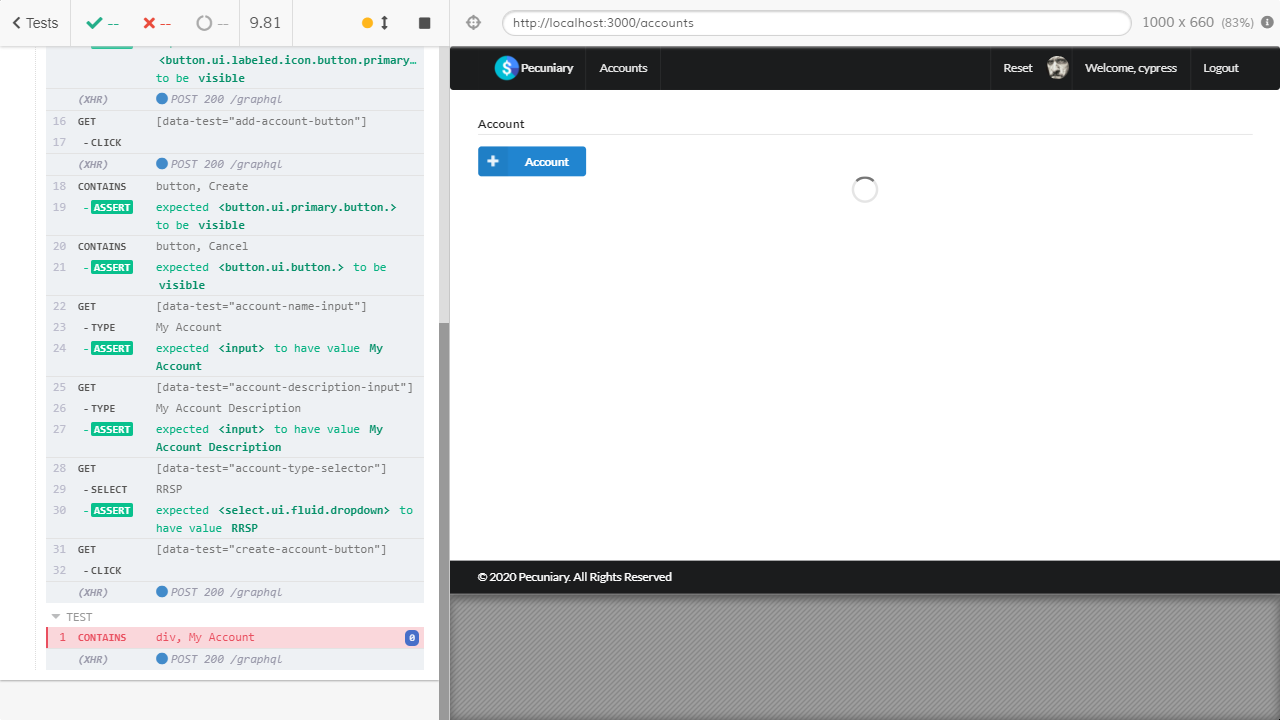 Tests
--
--
--
9.81
http://localhost:3000/accounts
1000 x 660 (83%)
<button.ui.labeled.icon.button.primary…
to be visible
(XHR) POST 200 /graphql
16 GET [data-test="add-account-button"]
17 - CLICK
(XHR) POST 200 /graphql
18 CONTAINS button, Create
19 - ASSERT expected <button.ui.primary.button.>
to be visible
20 CONTAINS button, Cancel
21 - ASSERT expected <button.ui.button.> to be
visible
22 GET [data-test="account-name-input"]
23 - TYPE My Account
24 - ASSERT expected <input> to have value My
Account
25 GET [data-test="account-description-input"]
26 - TYPE My Account Description
27 - ASSERT expected <input> to have value My
Account Description
28 GET [data-test="account-type-selector"]
29 - SELECT RRSP
30 - ASSERT expected <select.ui.fluid.dropdown> to
have value RRSP
31 GET [data-test="create-account-button"]
32 - CLICK
(XHR) POST 200 /graphql
TEST
1 CONTAINS div, My Account 0
(XHR) POST 200 /graphql
Pecuniary
Accounts
Reset
Welcome, cypress
Logout
Account
Account
© 2020 Pecuniary. All Rights Reserved